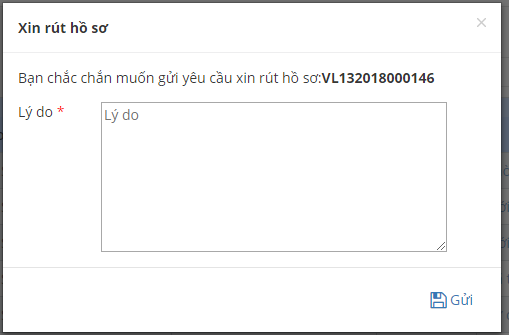 Xin rút hồ sơ
×
Bạn chắc chắn muốn gửi yêu cầu xin rút hồ sơ:VL132018000146
Lý do *
Lý do
Gửi